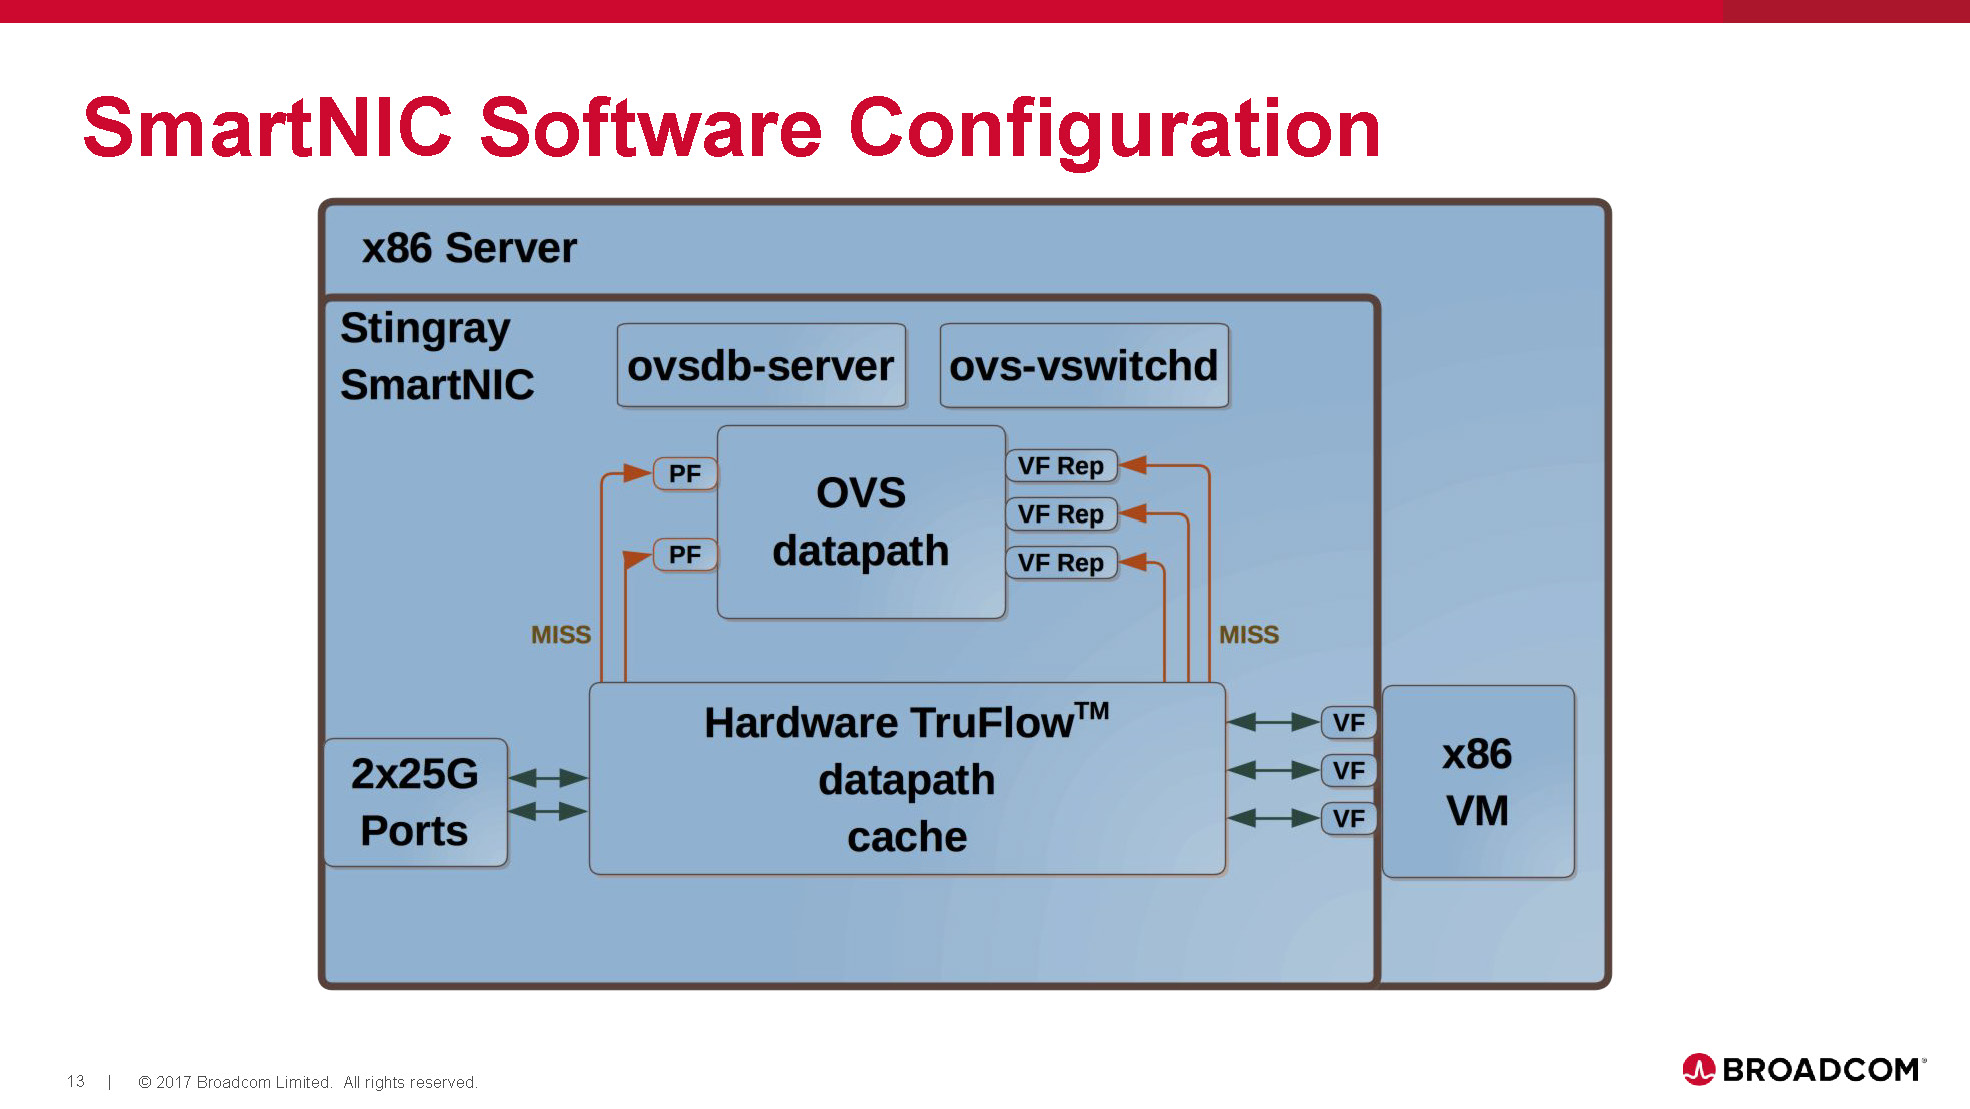 SmartNIC Software Configuration
x86 Server
Stingray
SmartNIC
ovsdb-server
ovs-vswitchd
PF
PF
OVS
datapath
VF Rep
VF Rep
VF Rep
MISS
MISS
Hardware TruFlow™
datapath
cache
2x25G
Ports
VF
VF
VF
x86
VM
13 | © 2017 Broadcom Limited. All rights reserved.
BROADCOM®